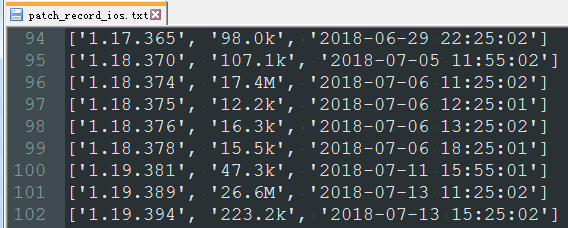 patch_record_ios.txt
94 ['1.17.365', '98.0k', '2018-06-29 22:25:02']
95 ['1.18.370', '107.1k', '2018-07-05 11:55:02']
96 ['1.18.374', '17.4M', '2018-07-06 11:25:02']
97 ['1.18.375', '12.2k', '2018-07-06 12:25:01']
98 ['1.18.376', '16.3k', '2018-07-06 13:25:02']
99 ['1.18.378', '15.5k', '2018-07-06 18:25:01']
100 ['1.19.381', '47.3k', '2018-07-11 15:55:01']
101 ['1.19.389', '26.6M', '2018-07-13 11:25:02']
102 ['1.19.394', '223.2k', '2018-07-13 15:25:02']